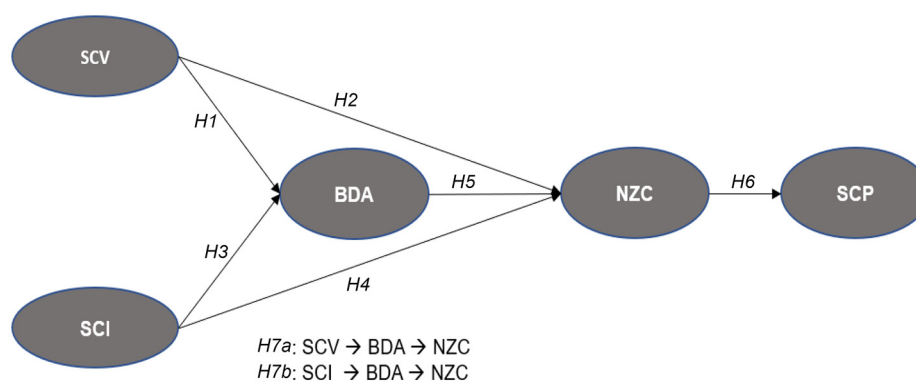 SCV
H2
H1
BDA
H5
NZC
H6
SCP
H3
H4
SCI
H7a: SCV → BDA → NZC
H7b: SCI → BDA → NZC